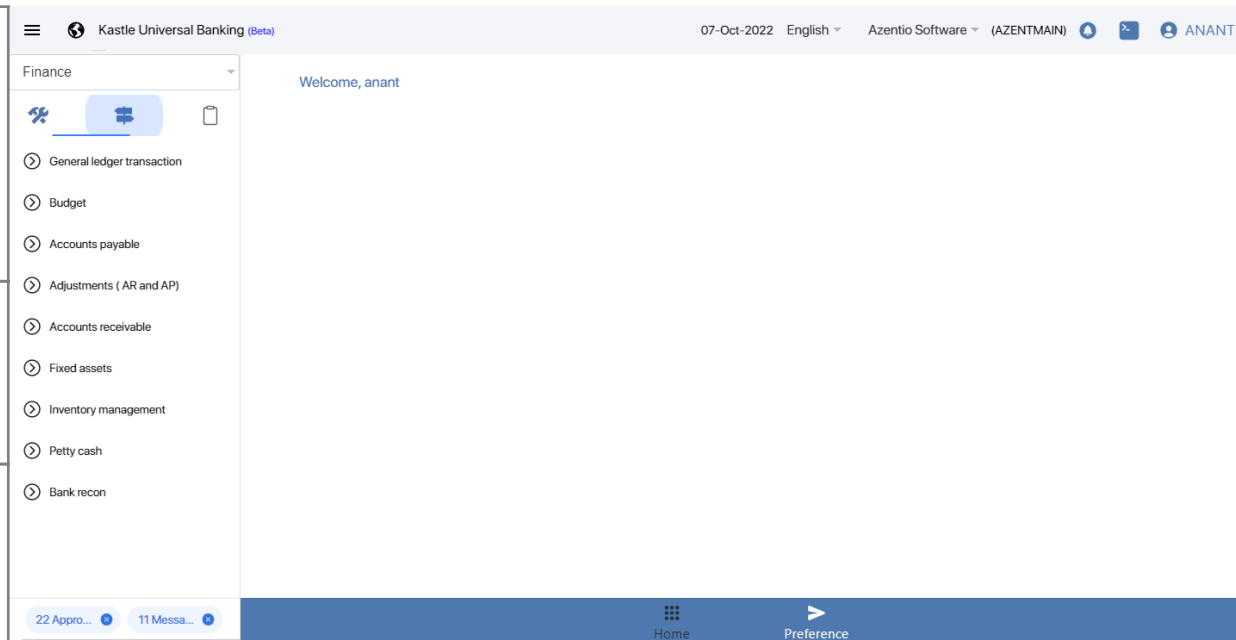 Kastle Universal Banking (Beta) 07-Oct-2022 English Azentio Software (AZENTMAIN) ANANT
Finance
Welcome, anant
General ledger transaction
Budget
Accounts payable
Adjustments ( AR and AP)
Accounts receivable
Fixed assets
Inventory management
Petty cash
Bank recon
22 Appro... 11 Messa...
Home Preference